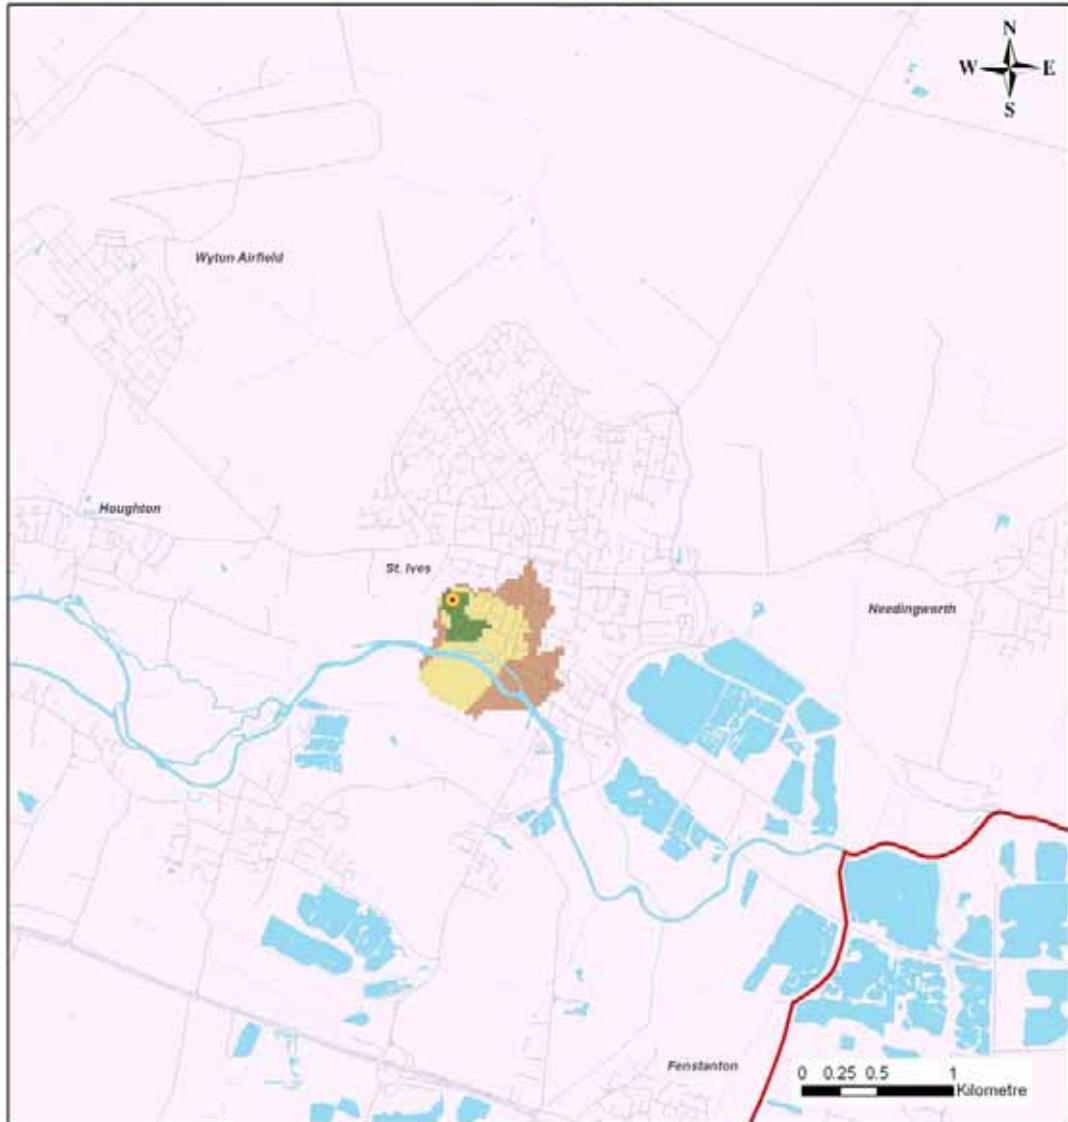 N
W E
S
Wyton Airfield
Houghton
St. Ives
Needingworth
Fenstanton
0 0.25 0.5 1
Kilometre